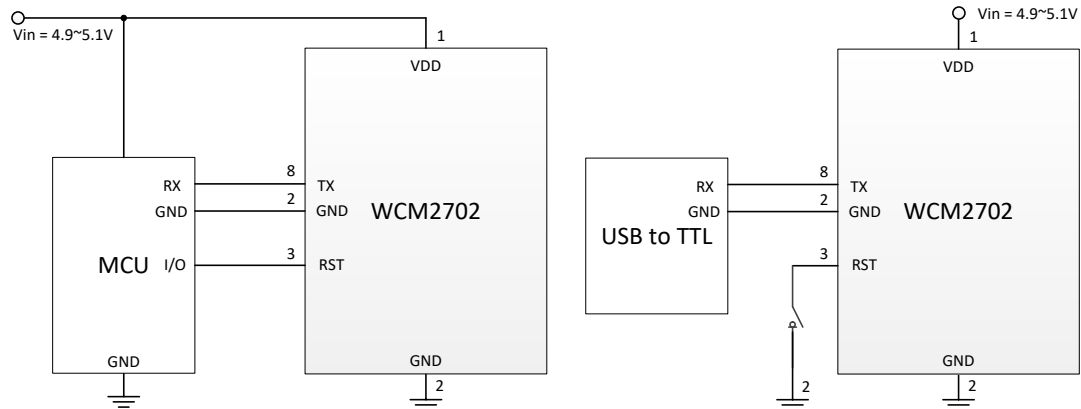 Vin = 4.9~5.1V
1
VDD
RX
8
TX
GND
2
GND
WCM2702
MCU
I/O
3
RST
GND
GND
2
Vin = 4.9~5.1V
1
VDD
RX
8
TX
GND
2
GND
USB to TTL
WCM2702
3
RST
2
GND
2